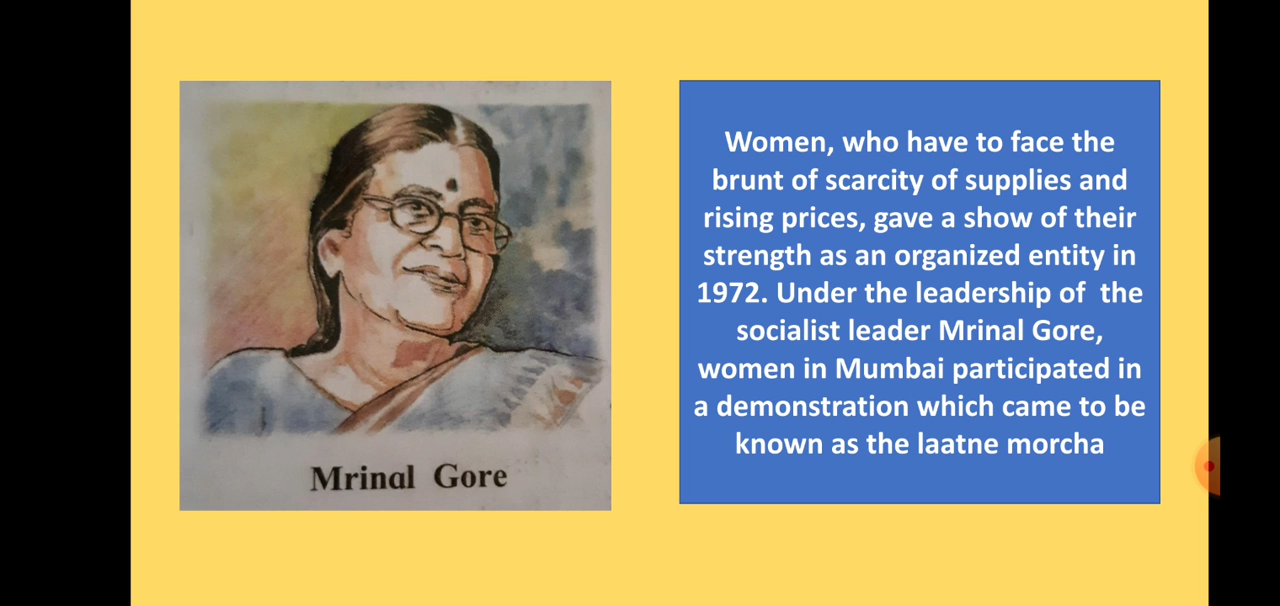 Mrinal Gore
Women, who have to face the
brunt of scarcity of supplies and
rising prices, gave a show of their
strength as an organized entity in
1972. Under the leadership of  the
socialist leader Mrinal Gore,
women in Mumbai participated in
a demonstration which came to be
known as the laatne morcha